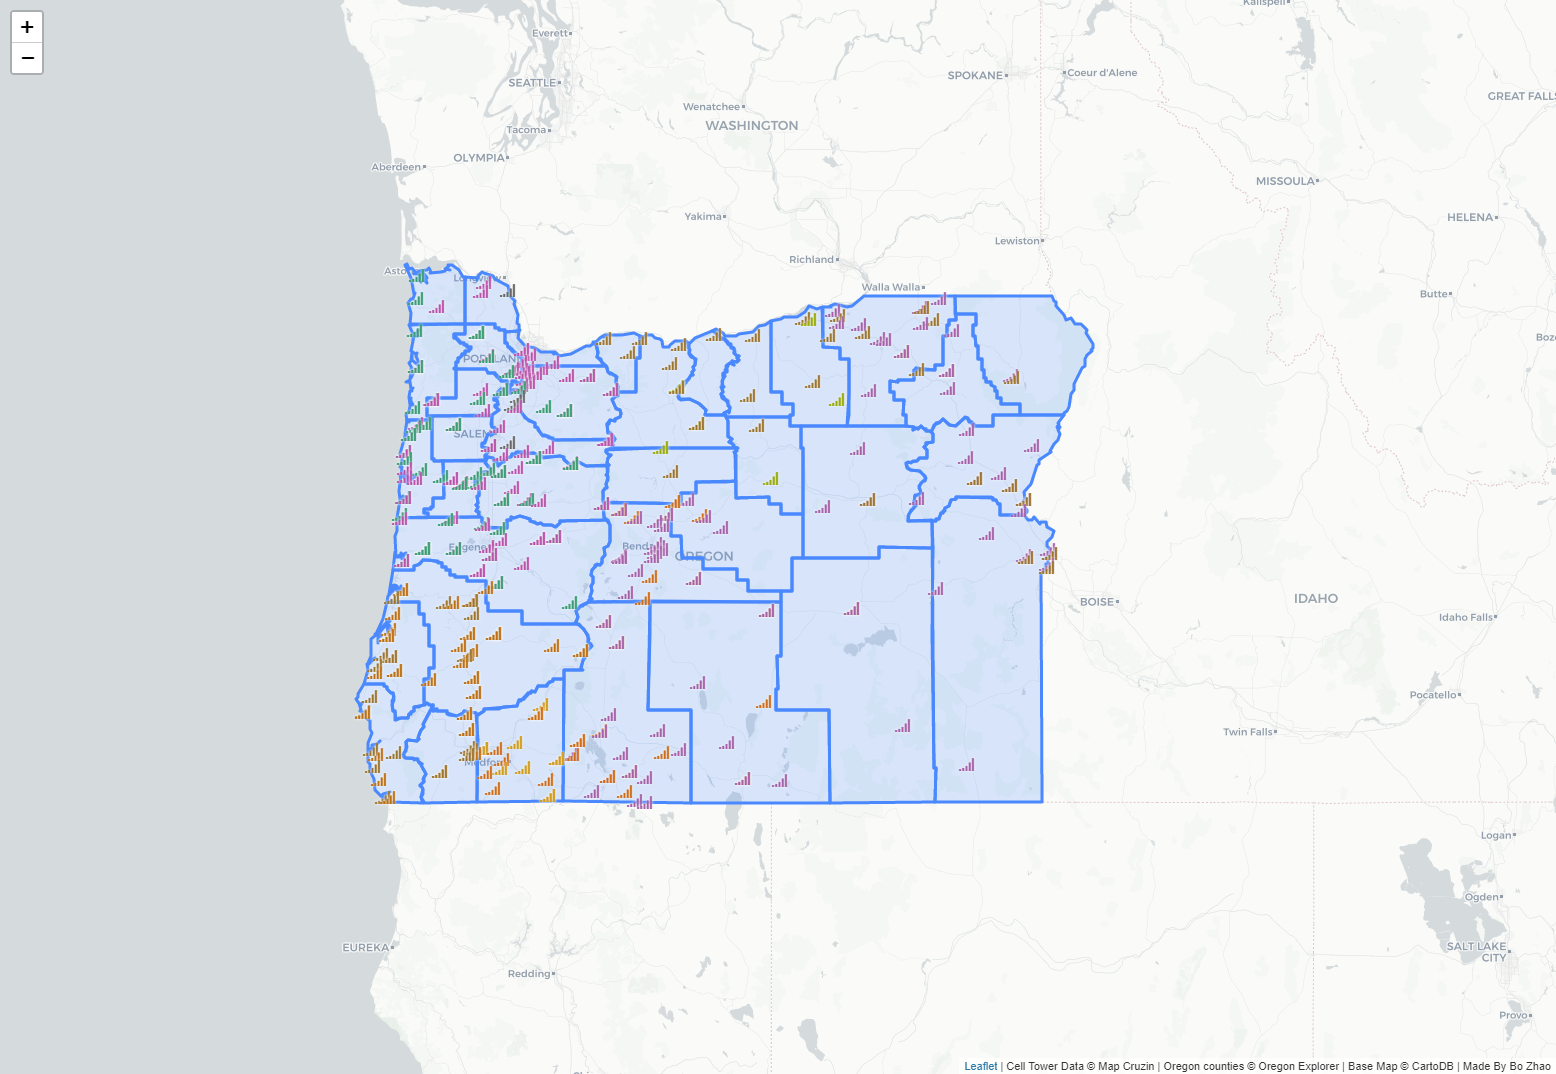 +
−
Kalispell
Everett
SEATTLE
SPOKANE
Coeur d'Alene
GREAT FALLS
Wenatchee
WASHINGTON
Tacoma
OLYMPIA
Aberdeen
MISSOULA
HELENA
Yakima
Lewiston
Richland
Asto
Longview
Walla Walla
Butte
Boze
PORTLAN
SALEM
Eugene
Bend
OREGON
BOISE
IDAHO
Idaho Falls
Pocatello
Twin Falls
Medford
Logan
Ogden
EUREKA
SALT LAKE
CITY
Redding
Provo
Leaflet | Cell Tower Data © Map Cruzin | Oregon counties © Oregon Explorer | Base Map © CartoDB | Made By Bo Zhao